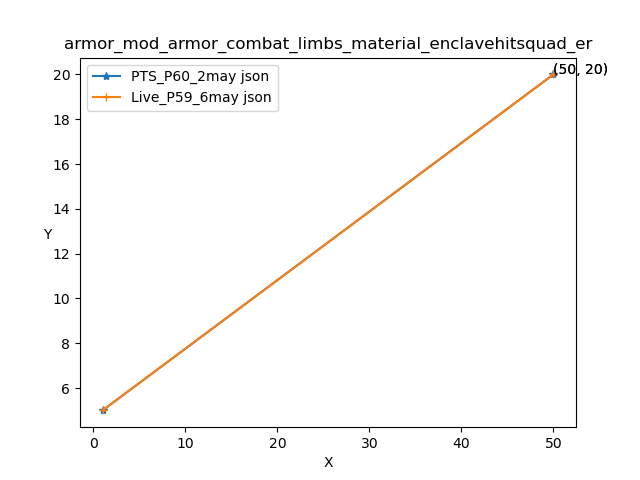 armor_mod_armor_combat_limbs_material_enclavehitsquad_er
(50, 20)
PTS_P60_2may json
Live_P59_6may json
20
18
16
14
12
10
8
6
Y
0 10 20 30 40 50
X